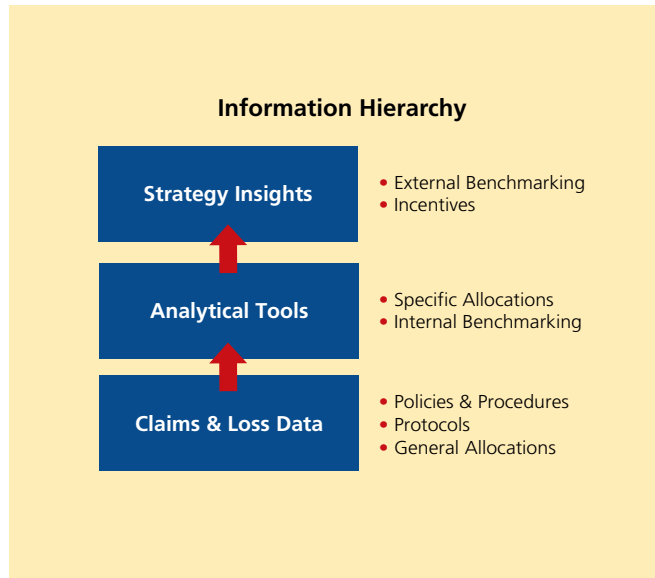 Information Hierarchy
Strategy Insights
• External Benchmarking
• Incentives
Analytical Tools
• Specific Allocations
• Internal Benchmarking
Claims & Loss Data
• Policies & Procedures
• Protocols
• General Allocations